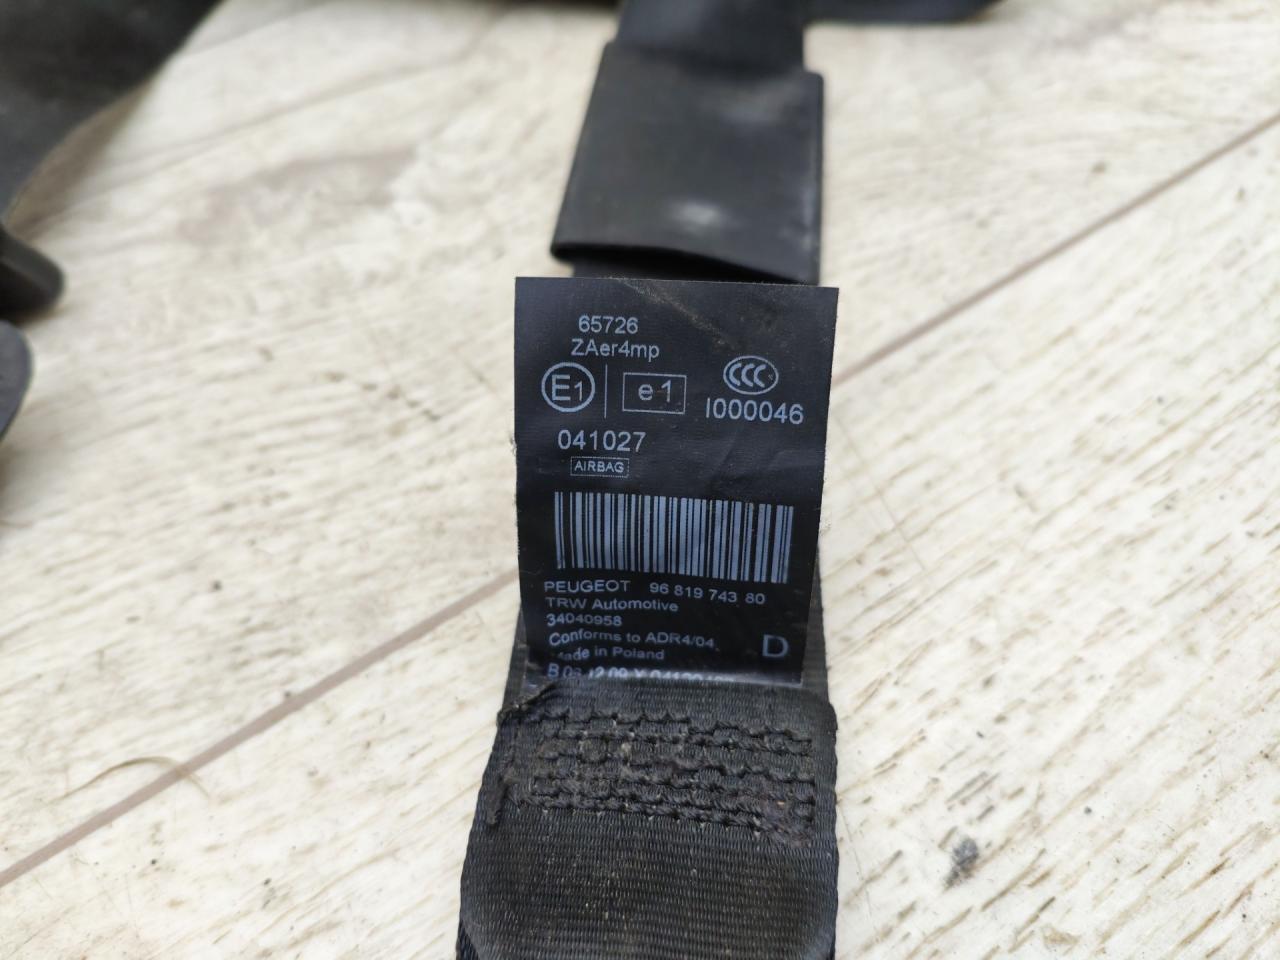 65726
ZAer4mp
E1 e1 CCC
I000046
041027
AIRBAG
PEUGEOT 96 819 743 80
TRW Automotive
34040958
Conforms to ADR4/04
Made in Poland D